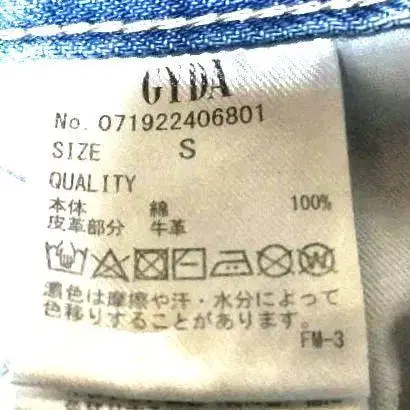 GYDA
No. 071922406801
SIZE S
QUALITY
本体 綿 100%
皮革部分 牛革
濃色は摩擦や汗・水分によって
色移りすることがあります。
FM-3